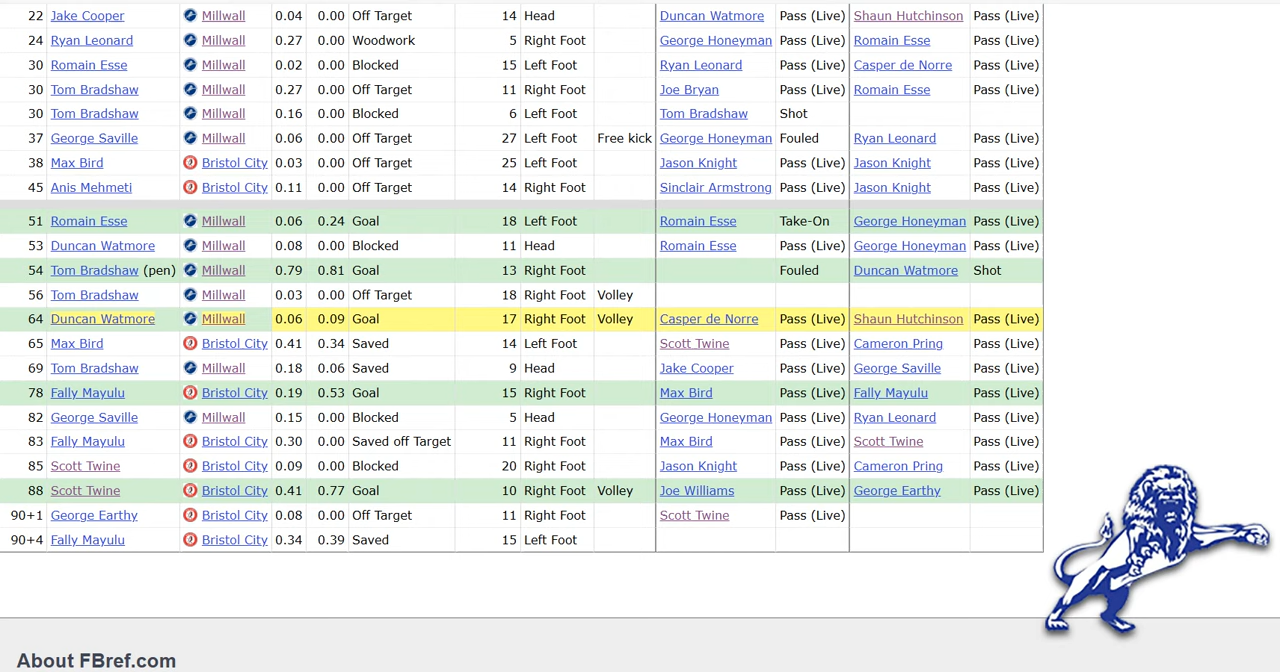 22 Jake Cooper Millwall 0.04 0.00 Off Target 14 Head Duncan Watmore Pass (Live) Shaun Hutchinson Pass (Live)
24 Ryan Leonard Millwall 0.27 0.00 Woodwork 5 Right Foot George Honeyman Pass (Live) Romain Esse Pass (Live)
30 Romain Esse Millwall 0.02 0.00 Blocked 15 Left Foot Ryan Leonard Pass (Live) Casper de Norre Pass (Live)
30 Tom Bradshaw Millwall 0.27 0.00 Off Target 11 Right Foot Joe Bryan Pass (Live) Romain Esse Pass (Live)
30 Tom Bradshaw Millwall 0.16 0.00 Blocked 6 Left Foot Tom Bradshaw Shot
37 George Saville Millwall 0.06 0.00 Off Target 27 Left Foot Free kick George Honeyman Fouled Ryan Leonard Pass (Live)
38 Max Bird Bristol City 0.03 0.00 Off Target 25 Left Foot Jason Knight Pass (Live) Jason Knight Pass (Live)
45 Anis Mehmeti Bristol City 0.11 0.00 Off Target 14 Right Foot Sinclair Armstrong Pass (Live) Jason Knight Pass (Live)
51 Romain Esse Millwall 0.06 0.24 Goal 18 Left Foot Romain Esse Take-On George Honeyman Pass (Live)
53 Duncan Watmore Millwall 0.08 0.00 Blocked 11 Head Romain Esse Pass (Live) George Honeyman Pass (Live)
54 Tom Bradshaw (pen) Millwall 0.79 0.81 Goal 13 Right Foot Fouled Duncan Watmore Shot
56 Tom Bradshaw Millwall 0.03 0.00 Off Target 18 Right Foot Volley
64 Duncan Watmore Millwall 0.06 0.09 Goal 17 Right Foot Volley Casper de Norre Pass (Live) Shaun Hutchinson Pass (Live)
65 Max Bird Bristol City 0.41 0.34 Saved 14 Left Foot Scott Twine Pass (Live) Cameron Pring Pass (Live)
69 Tom Bradshaw Millwall 0.18 0.06 Saved 9 Head Jake Cooper Pass (Live) George Saville Pass (Live)
78 Fally Mayulu Bristol City 0.19 0.53 Goal 15 Right Foot Max Bird Pass (Live) Fally Mayulu Pass (Live)
82 George Saville Millwall 0.15 0.00 Blocked 5 Head George Honeyman Pass (Live) Ryan Leonard Pass (Live)
83 Fally Mayulu Bristol City 0.30 0.00 Saved off Target 11 Right Foot Max Bird Pass (Live) Scott Twine Pass (Live)
85 Scott Twine Bristol City 0.09 0.00 Blocked 20 Right Foot Jason Knight Pass (Live) Cameron Pring Pass (Live)
88 Scott Twine Bristol City 0.41 0.77 Goal 10 Right Foot Volley Joe Williams Pass (Live) George Earthy Pass (Live)
90+1 George Earthy Bristol City 0.08 0.00 Off Target 11 Right Foot Scott Twine Pass (Live)
90+4 Fally Mayulu Bristol City 0.34 0.39 Saved 15 Left Foot
About FBref.com